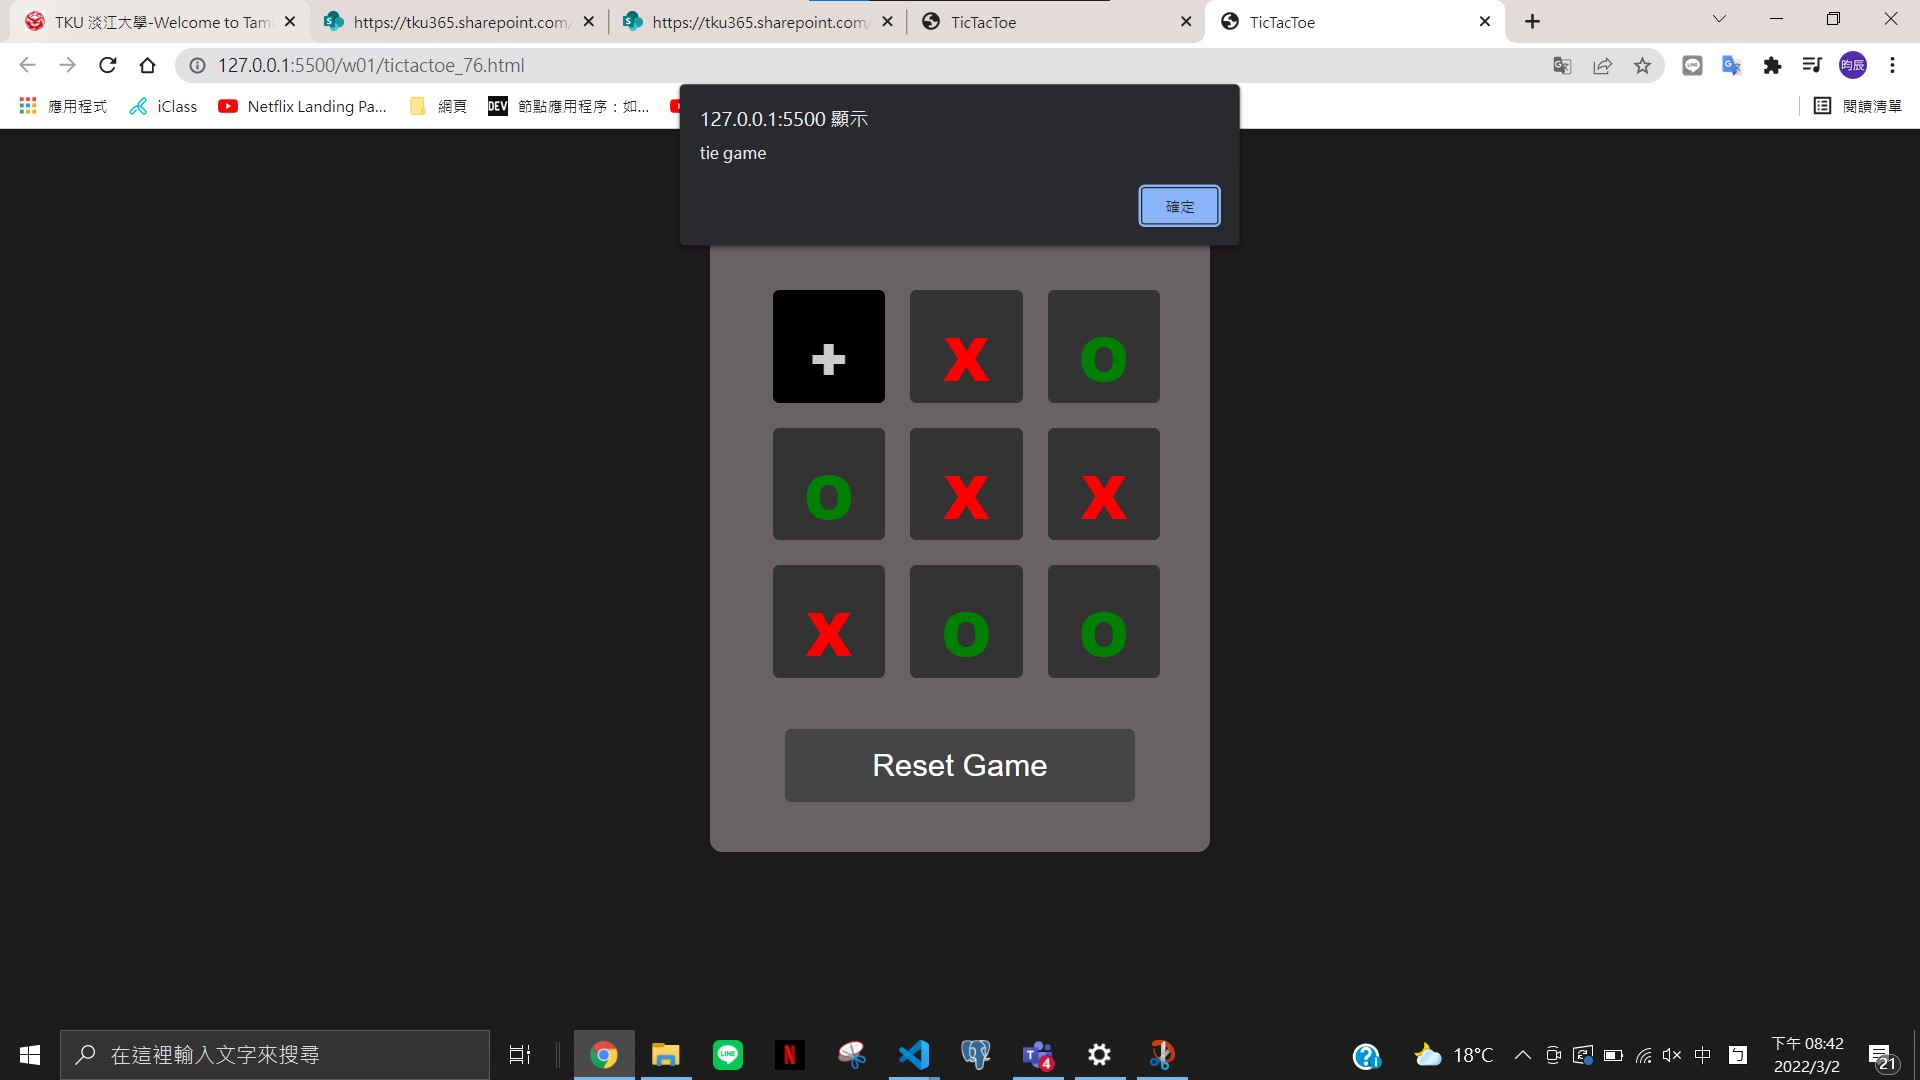 TKU 淡江大學-Welcome to Tam
https://tku365.sharepoint.com/
https://tku365.sharepoint.com/
TicTacToe
TicTacToe
127.0.0.1:5500/w01/tictactoe_76.html
昀辰
應用程式
iClass
Netflix Landing Pa...
網頁
DEV
節點應用程序：如...
閱讀清單
127.0.0.1:5500 顯示
tie game
確定
+ x o
o x x
x o o
Reset Game
在這裡輸入文字來搜尋
LINE
N
T
4
18°C
中
下午 08:42
2022/3/2
21